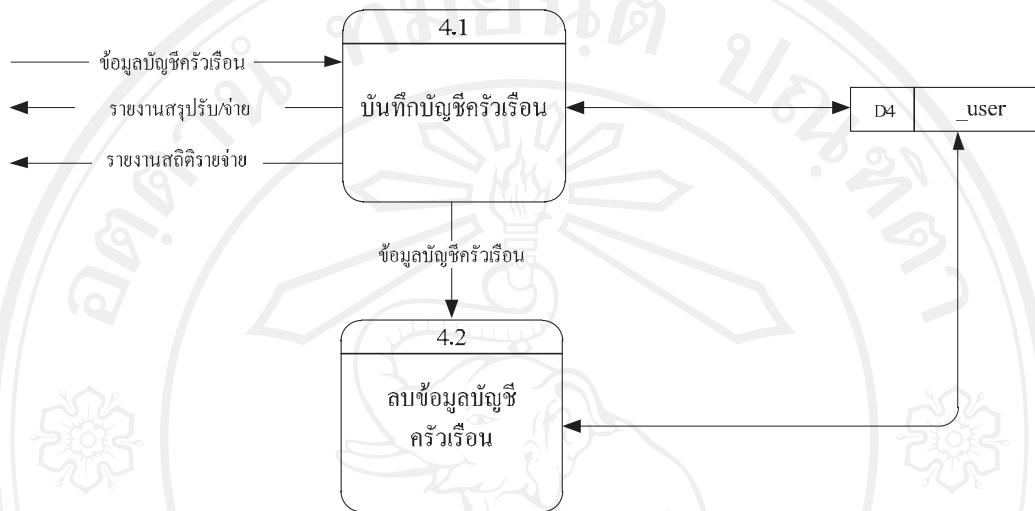 4.1
ข้อมูลบัญชีครัวเรือน
รายงานสรุปรับ/จ่าย
รายงานสถิติรายจ่าย
บันทึกบัญชีครัวเรือน
D4
_user
ข้อมูลบัญชีครัวเรือน
4.2
ลบข้อมูลบัญชี
ครัวเรือน